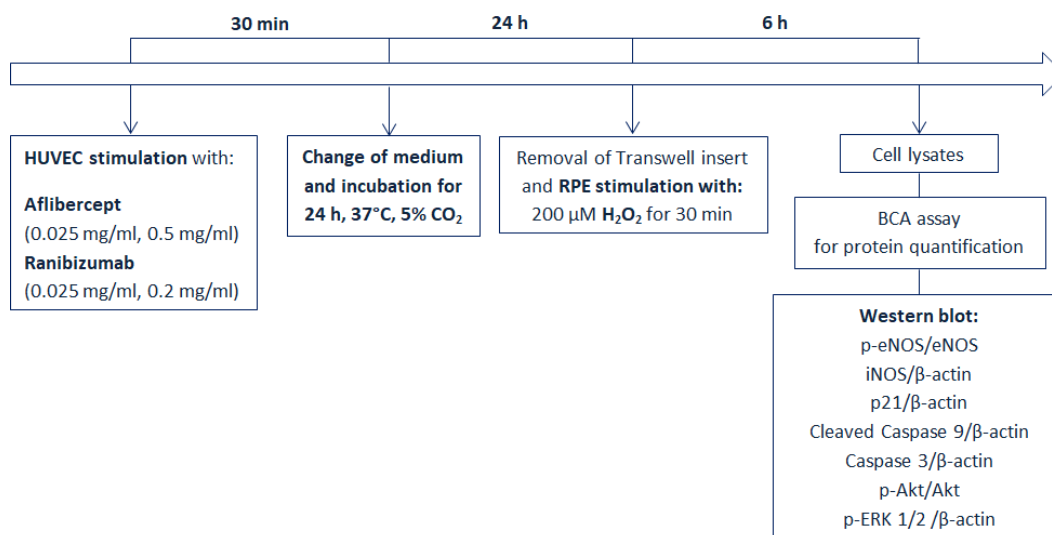 30 min
24 h
6 h
HUVEC stimulation with:
Aflibercept
(0.025 mg/ml, 0.5 mg/ml)
Ranibizumab
(0.025 mg/ml, 0.2 mg/ml)
Change of medium
and incubation for
24 h, 37°C, 5% CO₂
Removal of Transwell insert
and RPE stimulation with:
200 µM H₂O₂ for 30 min
Cell lysates
BCA assay
for protein quantification
Western blot:
p-eNOS/eNOS
iNOS/β-actin
p21/β-actin
Cleaved Caspase 9/β-actin
Caspase 3/β-actin
p-Akt/Akt
p-ERK 1/2 /β-actin